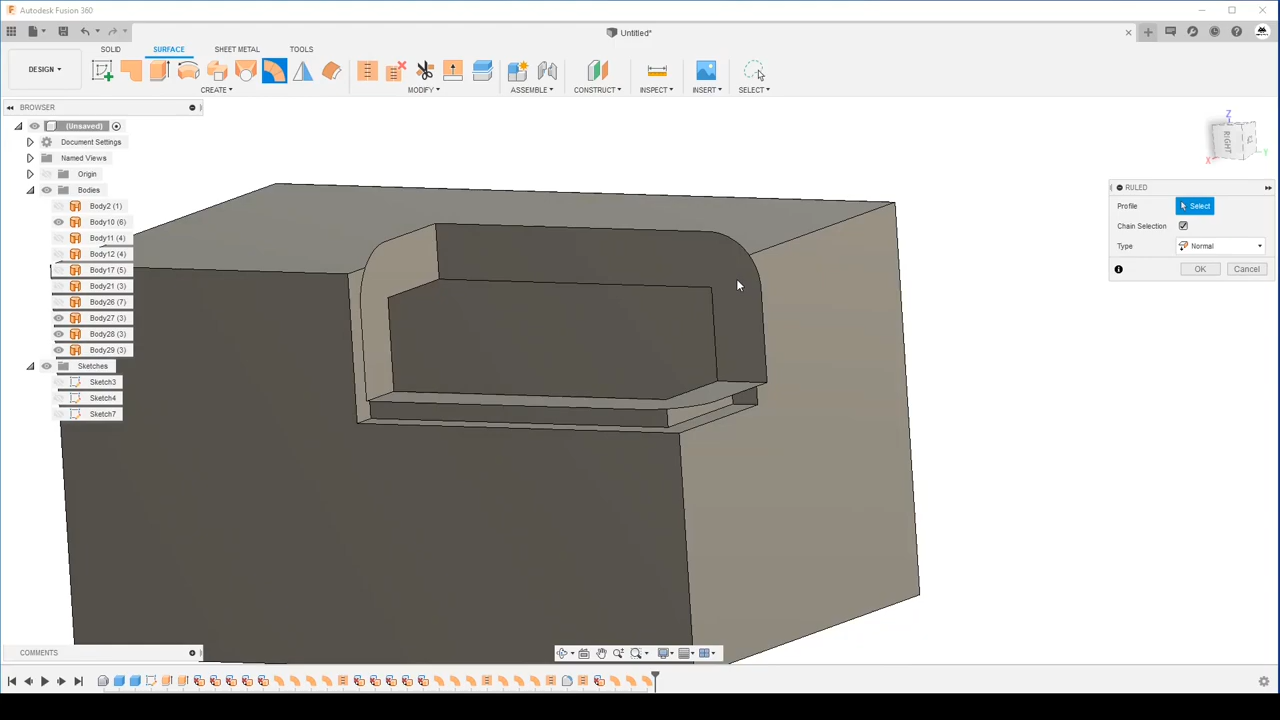 Autodesk Fusion 360
Untitled*
SOLID SURFACE SHEET METAL TOOLS
DESIGN
CREATE MODIFY ASSEMBLE CONSTRUCT INSPECT INSERT SELECT
BROWSER
(Unsaved)
Document Settings
Named Views
Origin
Bodies
Body2 (1)
Body10 (6)
Body11 (4)
Body12 (4)
Body17 (5)
Body21 (3)
Body26 (7)
Body27 (3)
Body28 (3)
Body29 (3)
Sketches
Sketch3
Sketch4
Sketch7
Z
RIGHT
X
Y
RULED
Profile Select
Chain Selection
Type Normal
OK Cancel
COMMENTS